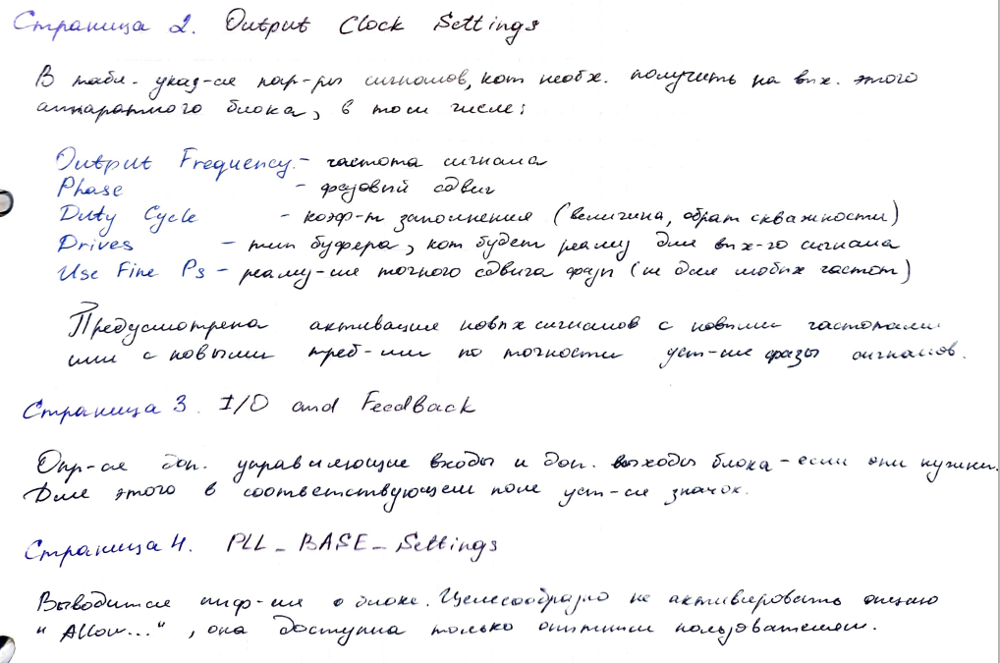 Страница 2. Output Clock Settings
В табл. указ-ся пар-ры сигналов, кот необх. получить на вых. этого
аппаратного блока, в том числе:
Output Frequency - частота сигнала
Phase - фазовый сдвиг
Duty Cycle - коэф-т заполнения (величина, обрат скважности)
Drives - тип буфера, кот будет реализ для вых-го сигнала
Use Fine Ps - реализ-ия точного сдвига фазы (не для любых частот)
Предусмотрена активация новых сигналов с новыми частотами
или с новыми треб-ми по точности уст-ие фазы сигналов.
Страница 3. I/O and Feedback
Опр-ся доп. управляющие входы и доп. выходы блока - если они нужны.
Для этого в соответствующем поле уст-ся значок.
Страница 4. PLL_BASE_Settings
Выводится инф-ия о блоке. Целесообразно не активировать опцию
"Allow...", она доступна только опытным пользователям.